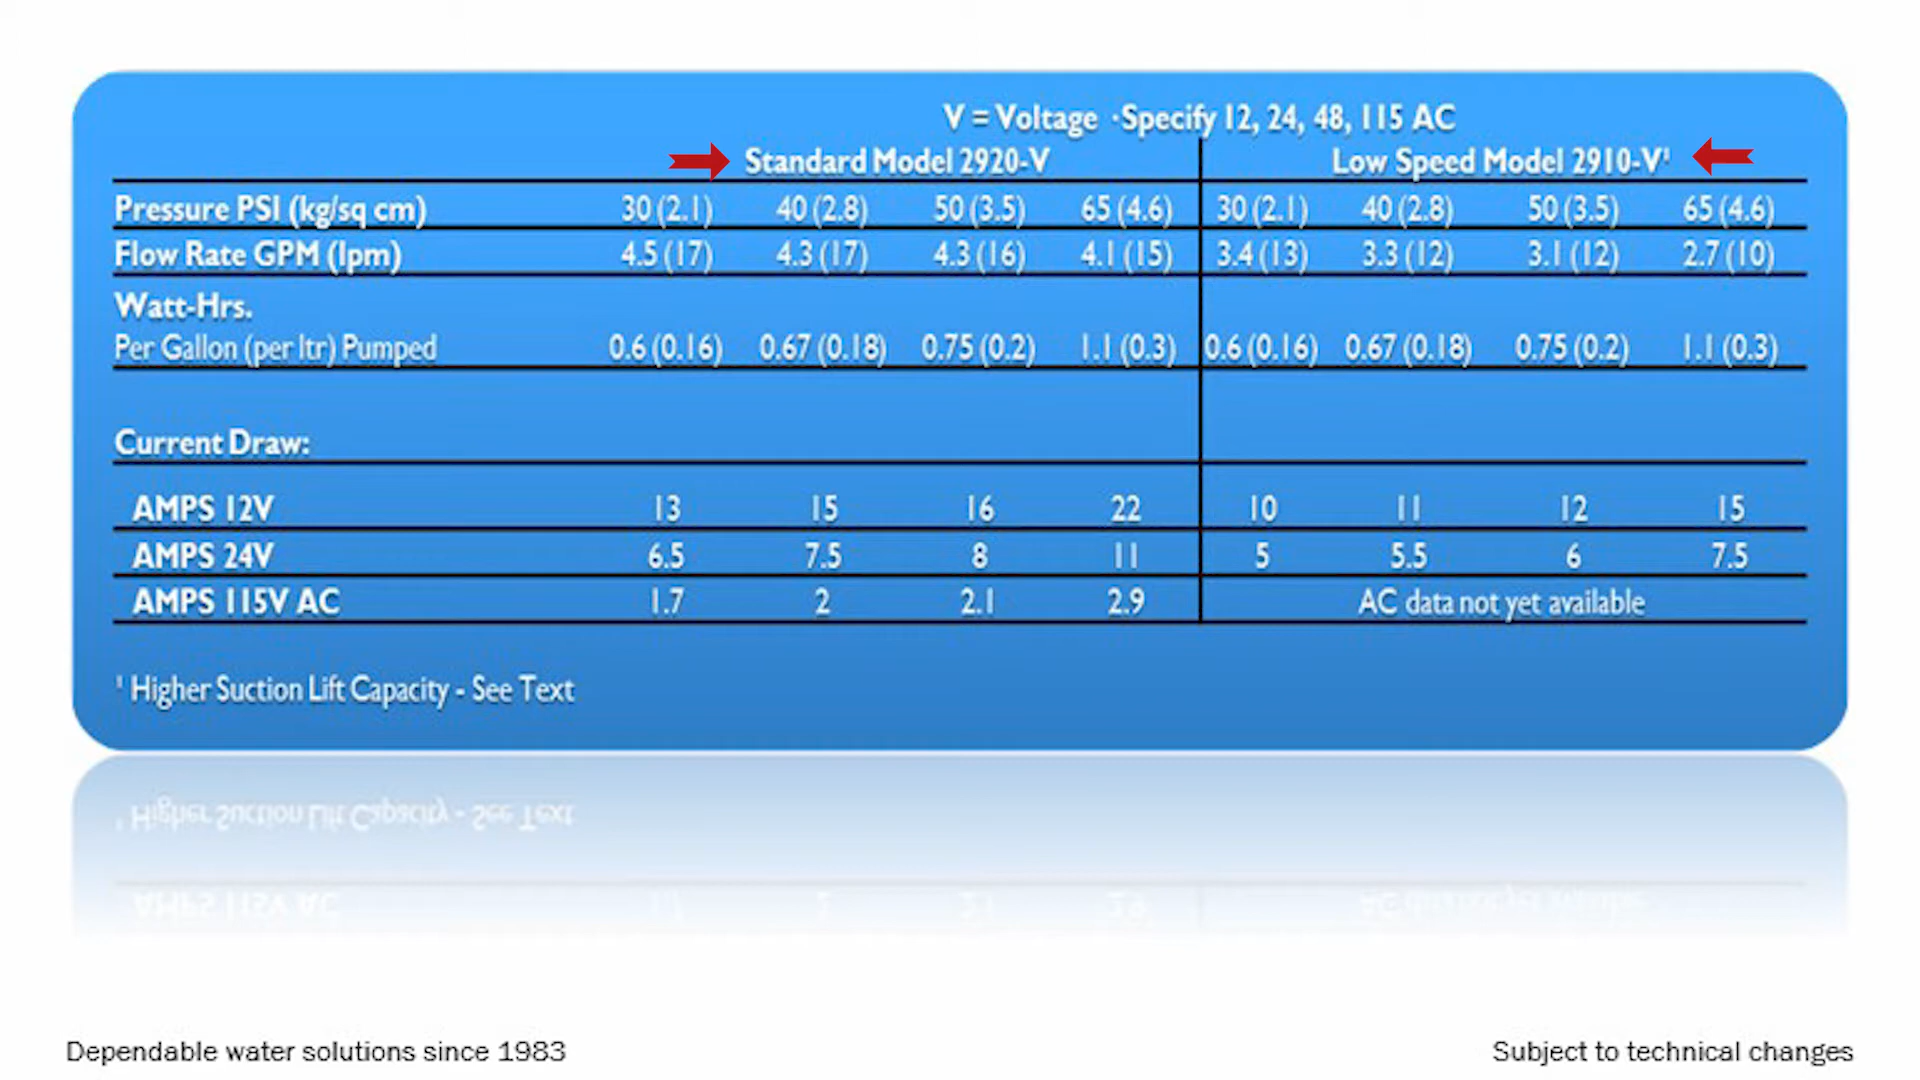 V = Voltage ·Specify 12, 24, 48, 115 AC
Standard Model 2920-V Low Speed Model 2910-V¹
Pressure PSI (kg/sq cm) 30 (2.1) 40 (2.8) 50 (3.5) 65 (4.6) 30 (2.1) 40 (2.8) 50 (3.5) 65 (4.6)
Flow Rate GPM (lpm) 4.5 (17) 4.3 (17) 4.3 (16) 4.1 (15) 3.4 (13) 3.3 (12) 3.1 (12) 2.7 (10)
Watt-Hrs.
Per Gallon (per ltr) Pumped 0.6 (0.16) 0.67 (0.18) 0.75 (0.2) 1.1 (0.3) 0.6 (0.16) 0.67 (0.18) 0.75 (0.2) 1.1 (0.3)
Current Draw:
AMPS 12V 13 15 16 22 10 11 12 15
AMPS 24V 6.5 7.5 8 11 5 5.5 6 7.5
AMPS 115V AC 1.7 2 2.1 2.9 AC data not yet available
¹ Higher Suction Lift Capacity - See Text
Dependable water solutions since 1983
Subject to technical changes